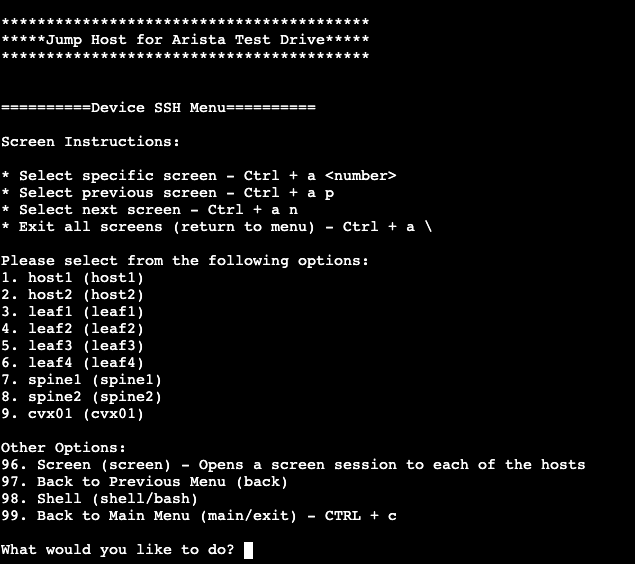 *****************************************
*****Jump Host for Arista Test Drive*****
*****************************************
==========Device SSH Menu==========
Screen Instructions:
* Select specific screen - Ctrl + a <number>
* Select previous screen - Ctrl + a p
* Select next screen - Ctrl + a n
* Exit all screens (return to menu) - Ctrl + a \
Please select from the following options:
1. host1 (host1)
2. host2 (host2)
3. leaf1 (leaf1)
4. leaf2 (leaf2)
5. leaf3 (leaf3)
6. leaf4 (leaf4)
7. spine1 (spine1)
8. spine2 (spine2)
9. cvx01 (cvx01)
Other Options:
96. Screen (screen) - Opens a screen session to each of the hosts
97. Back to Previous Menu (back)
98. Shell (shell/bash)
99. Back to Main Menu (main/exit) - CTRL + c
What would you like to do?